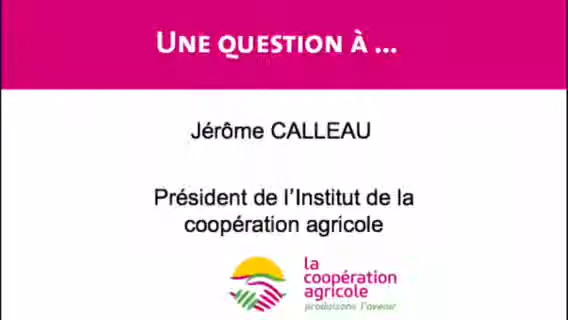 UNE QUESTION À ...
Jérôme CALLEAU
Président de l'Institut de la
coopération agricole
la
coopération
agricole
produisons l'avenir